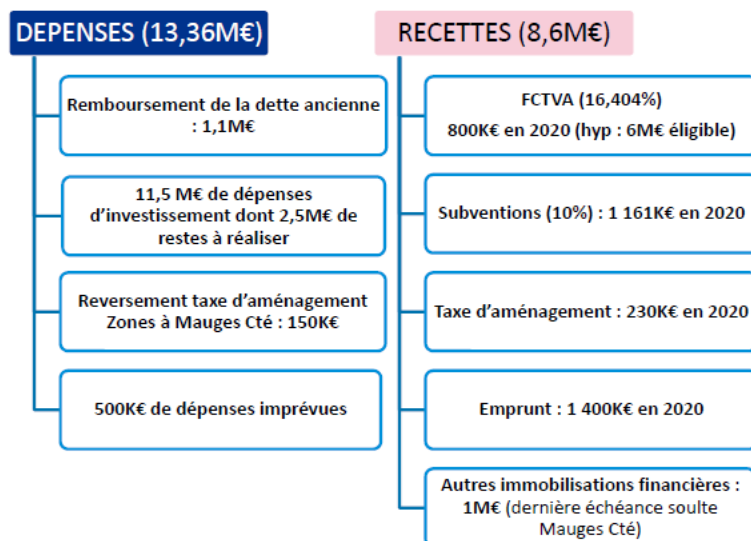 DEPENSES (13,36M€)
Remboursement de la dette ancienne
: 1,1M€
11,5 M€ de dépenses
d'investissement dont 2,5M€ de
restes à réaliser
Reversement taxe d'aménagement
Zones à Mauges Cté : 150K€
500K€ de dépenses imprévues
RECETTES (8,6M€)
FCTVA (16,404%)
800K€ en 2020 (hyp : 6M€ éligible)
Subventions (10%) : 1 161K€ en 2020
Taxe d'aménagement : 230K€ en 2020
Emprunt : 1 400K€ en 2020
Autres immobilisations financières :
1M€ (dernière échéance soulte
Mauges Cté)